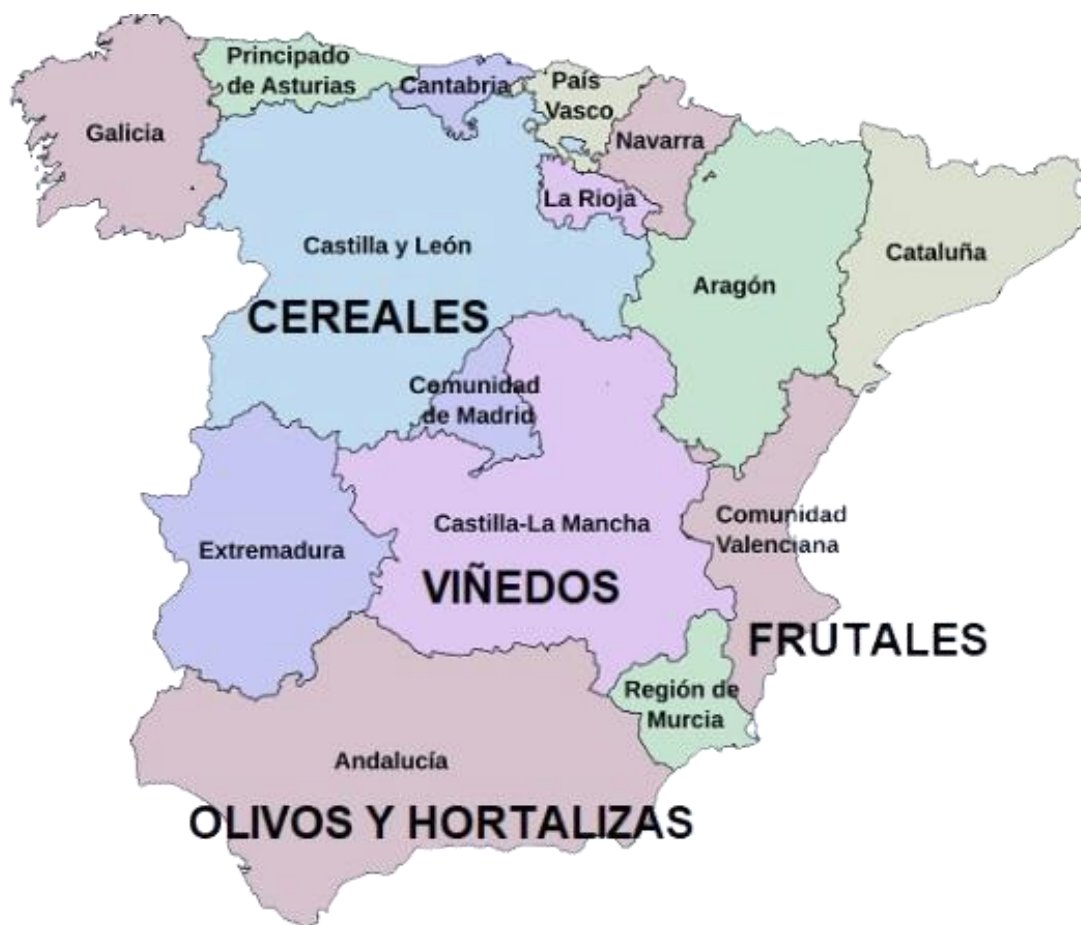 Principado
de Asturias
Cantabria
País
Vasco
Galicia
Navarra
La Rioja
Castilla y León
Cataluña
Aragón
CEREALES
Comunidad
de Madrid
Castilla-La Mancha
Comunidad
Valenciana
Extremadura
VIÑEDOS
FRUTALES
Región de
Murcia
Andalucía
OLIVOS Y HORTALIZAS